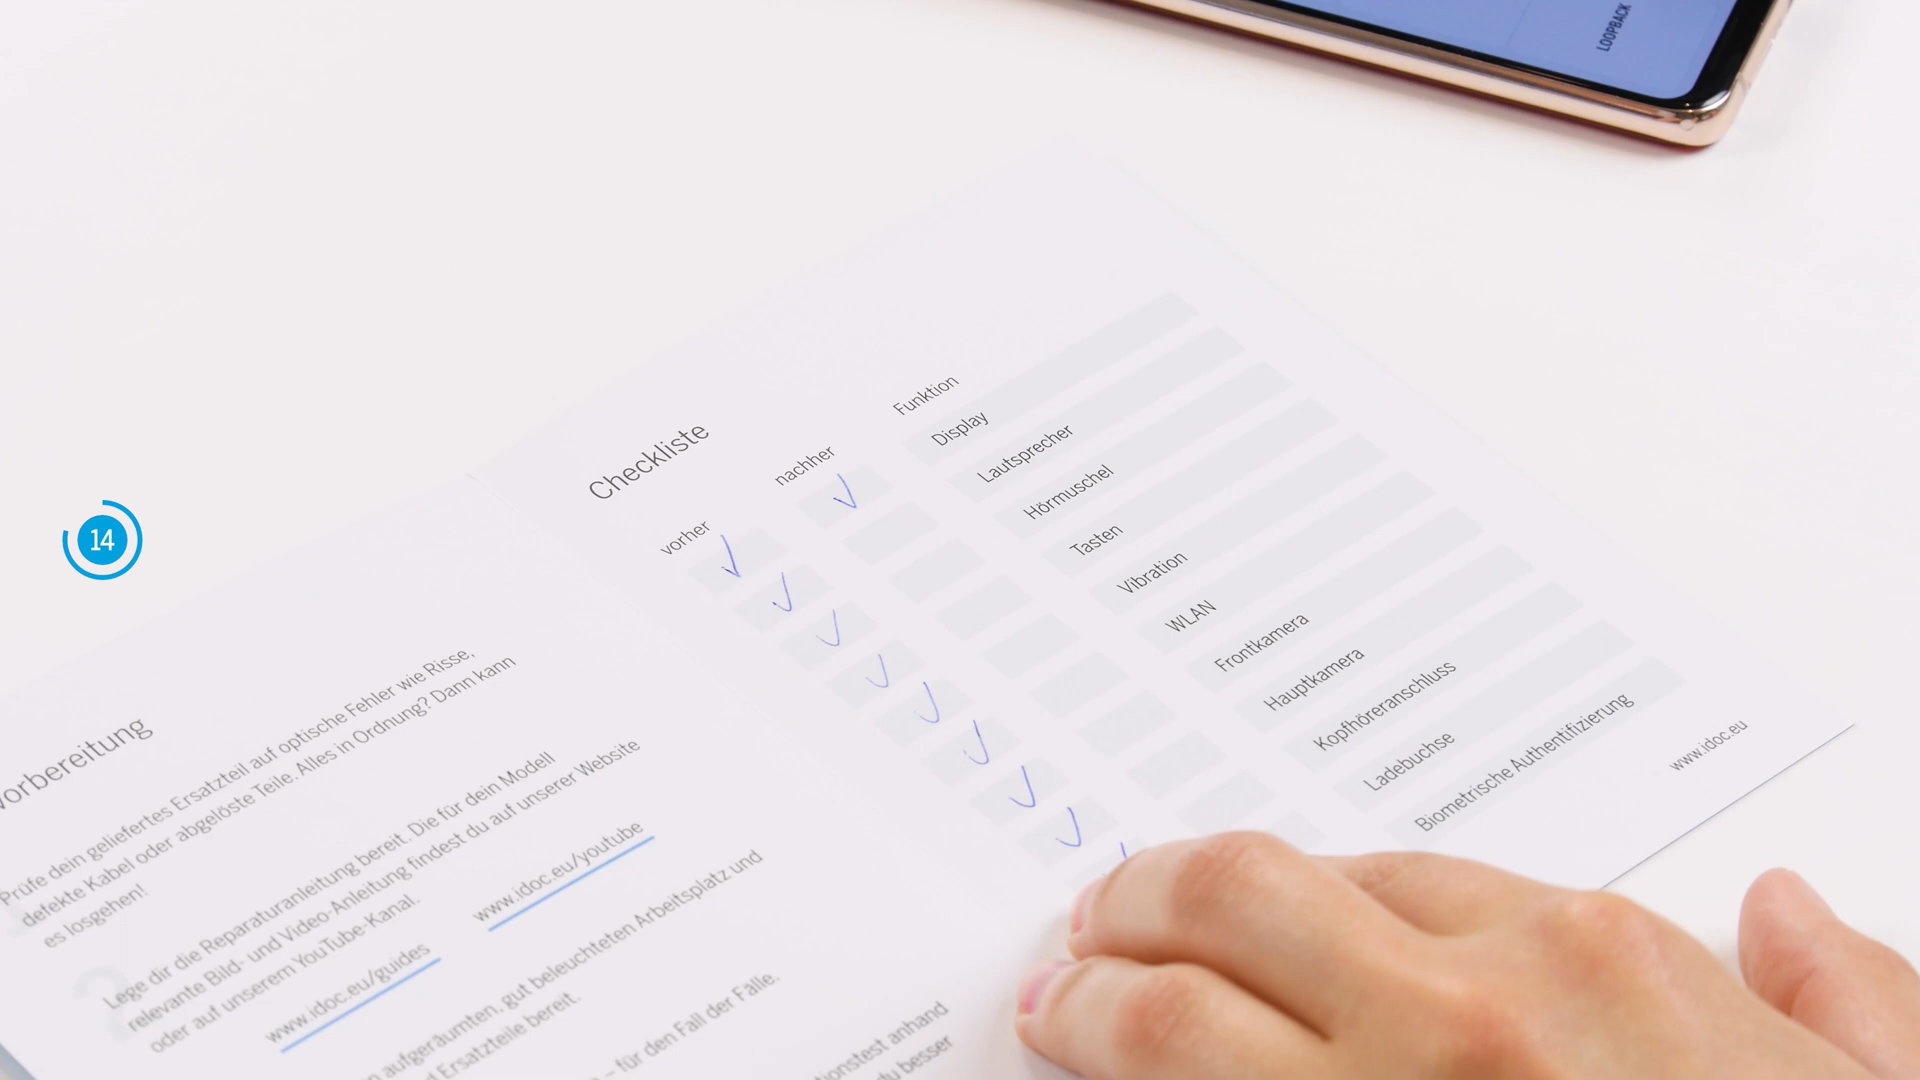 LOOPBACK
14
Vorbereitung
Prüfe dein geliefertes Ersatzteil auf optische Fehler wie Risse,
defekte Kabel oder abgelöste Teile. Alles in Ordnung? Dann kann
es losgehen!
2
Lege dir die Reparaturanleitung bereit. Die für dein Modell
relevante Bild- und Video-Anleitung findest du auf unserer Website
oder auf unserem YouTube-Kanal.
www.idoc.eu/guides
www.idoc.eu/youtube
aufgeräumten, gut beleuchteten Arbeitsplatz und
Ersatzteile bereit.
– für den Fall der Fälle.
anhand
besser
Checkliste
vorher
nachher
Funktion
Display
Lautsprecher
Hörmuschel
Tasten
Vibration
WLAN
Frontkamera
Hauptkamera
Kopfhöreranschluss
Ladebuchse
Biometrische Authentifizierung
www.idoc.eu